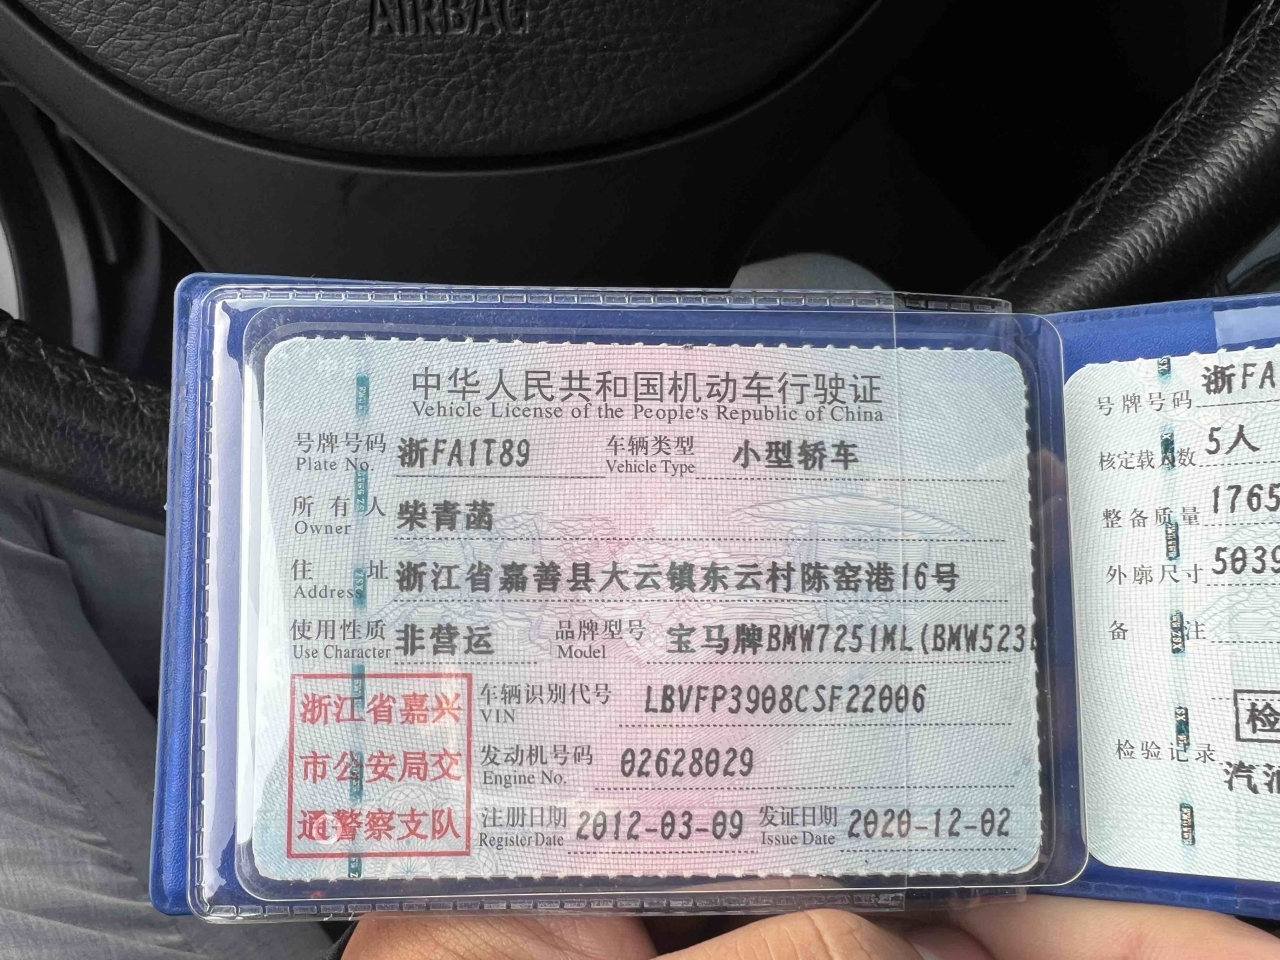 AIRBAG
中华人民共和国机动车行驶证
Vehicle License of the People's Republic of China
号牌号码 浙FA1T89 车辆类型 小型轿车
Plate No. Vehicle Type
所有人 柴青菡
Owner
住址 浙江省嘉善县大云镇东云村陈窑港16号
Address
使用性质 非营运 品牌型号 宝马牌BMW7251ML(BMW523
Use Character Model
浙江省嘉兴
市公安局交
通警察支队
车辆识别代号 LBVFP3908CSF22006
VIN
发动机号码 02628029
Engine No.
注册日期 2012-03-09 发证日期 2020-12-02
Register Date Issue Date
号牌号码 浙FA
核定载人数 5人
整备质量 1765
外廓尺寸 5039
备注
检验记录 检
汽油